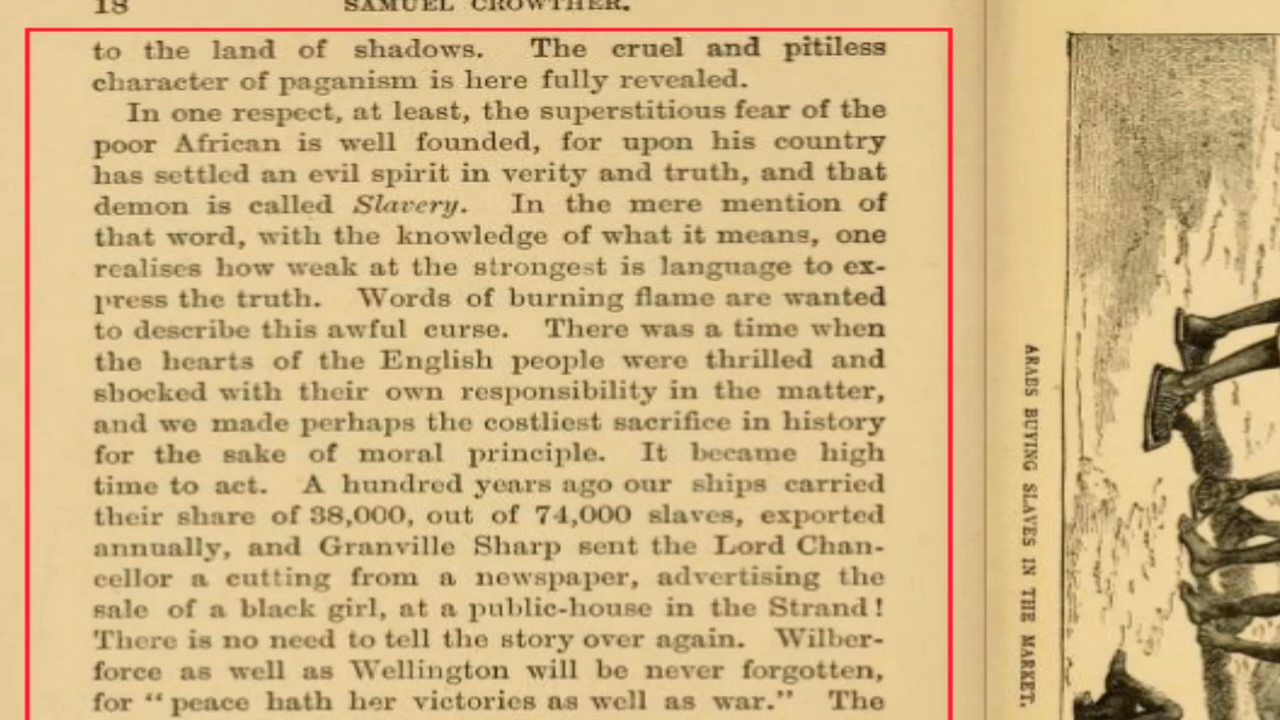 18 SAMUEL CROWTHER.
to the land of shadows. The cruel and pitiless
character of paganism is here fully revealed.
In one respect, at least, the superstitious fear of the
poor African is well founded, for upon his country
has settled an evil spirit in verity and truth, and that
demon is called Slavery. In the mere mention of
that word, with the knowledge of what it means, one
realises how weak at the strongest is language to ex-
press the truth. Words of burning flame are wanted
to describe this awful curse. There was a time when
the hearts of the English people were thrilled and
shocked with their own responsibility in the matter,
and we made perhaps the costliest sacrifice in history
for the sake of moral principle. It became high
time to act. A hundred years ago our ships carried
their share of 38,000, out of 74,000 slaves, exported
annually, and Granville Sharp sent the Lord Chan-
cellor a cutting from a newspaper, advertising the
sale of a black girl, at a public-house in the Strand!
There is no need to tell the story over again. Wilber-
force as well as Wellington will be never forgotten,
for "peace hath her victories as well as war." The
ARABS BUYING SLAVES IN THE MARKET.